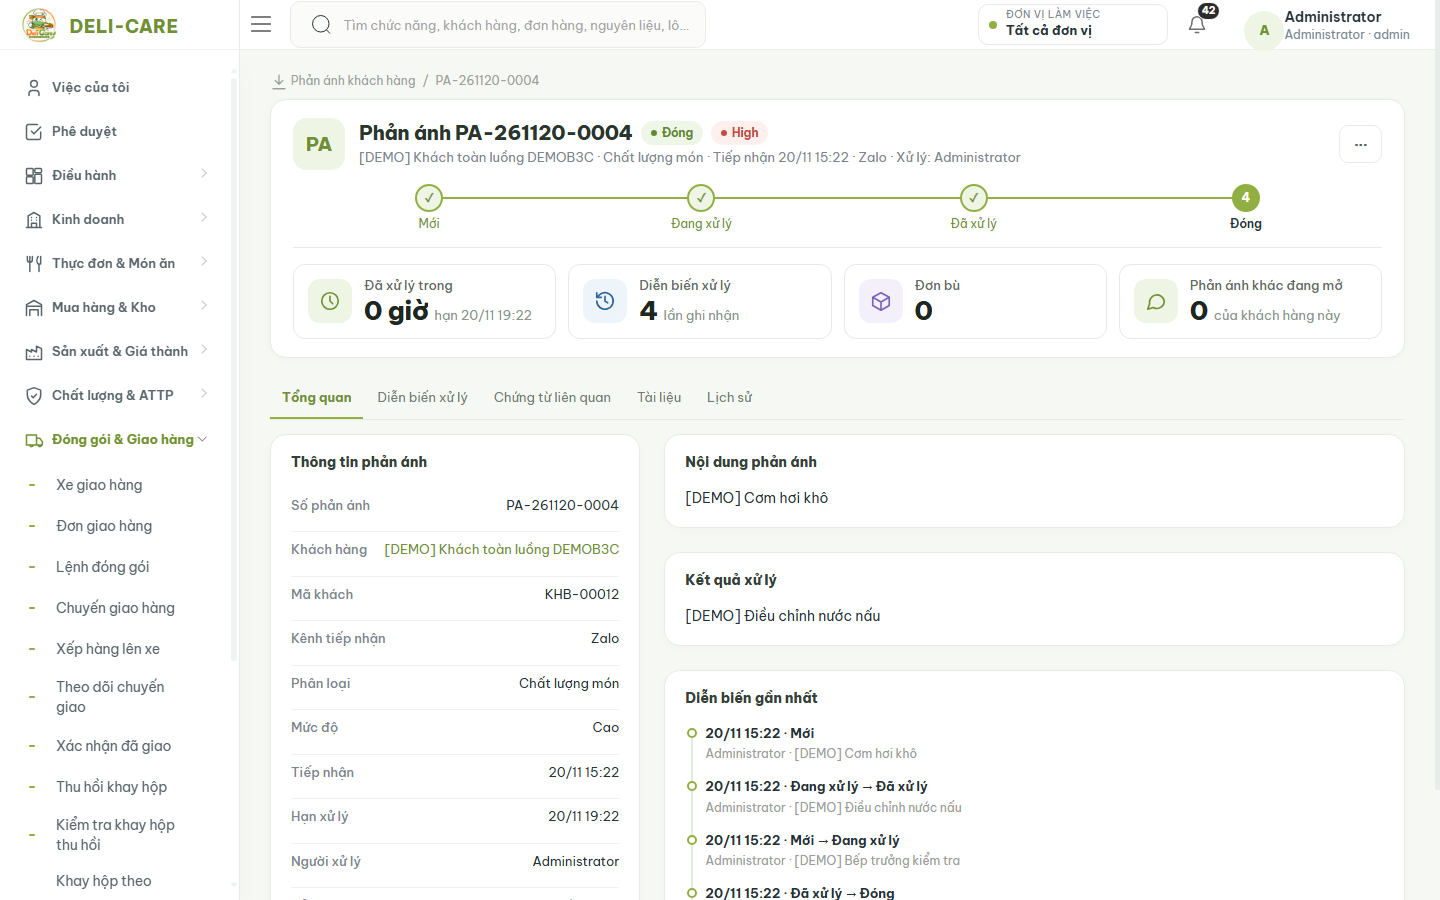 DELI-CARE
Tìm chức năng, khách hàng, đơn hàng, nguyên liệu, lô...
ĐƠN VỊ LÀM VIỆC
Tất cả đơn vị
42
A
Administrator
Administrator · admin
Việc của tôi
Phê duyệt
Điều hành
Kinh doanh
Thực đơn & Món ăn
Mua hàng & Kho
Sản xuất & Giá thành
Chất lượng & ATTP
Đóng gói & Giao hàng
Xe giao hàng
Đơn giao hàng
Lệnh đóng gói
Chuyến giao hàng
Xếp hàng lên xe
Theo dõi chuyến
giao
Xác nhận đã giao
Thu hồi khay hộp
Kiểm tra khay hộp
thu hồi
Khay hộp theo
Phản ánh khách hàng / PA-261120-0004
PA
Phản ánh PA-261120-0004
Đóng
High
[DEMO] Khách toàn luồng DEMOB3C · Chất lượng món · Tiếp nhận 20/11 15:22 · Zalo · Xử lý: Administrator
...
4
Mới
Đang xử lý
Đã xử lý
Đóng
Đã xử lý trong
0 giờ hạn 20/11 19:22
Diễn biến xử lý
4 lần ghi nhận
Đơn bù
0
Phản ánh khác đang mở
0 của khách hàng này
Tổng quan
Diễn biến xử lý
Chứng từ liên quan
Tài liệu
Lịch sử
Thông tin phản ánh
Số phản ánh PA-261120-0004
Khách hàng [DEMO] Khách toàn luồng DEMOB3C
Mã khách KHB-00012
Kênh tiếp nhận Zalo
Phân loại Chất lượng món
Mức độ Cao
Tiếp nhận 20/11 15:22
Hạn xử lý 20/11 19:22
Người xử lý Administrator
Nội dung phản ánh
[DEMO] Cơm hơi khô
Kết quả xử lý
[DEMO] Điều chỉnh nước nấu
Diễn biến gần nhất
20/11 15:22 · Mới
Administrator · [DEMO] Cơm hơi khô
20/11 15:22 · Đang xử lý → Đã xử lý
Administrator · [DEMO] Điều chỉnh nước nấu
20/11 15:22 · Mới → Đang xử lý
Administrator · [DEMO] Bếp trưởng kiểm tra
20/11 15:22 · Đã xử lý → Đóng